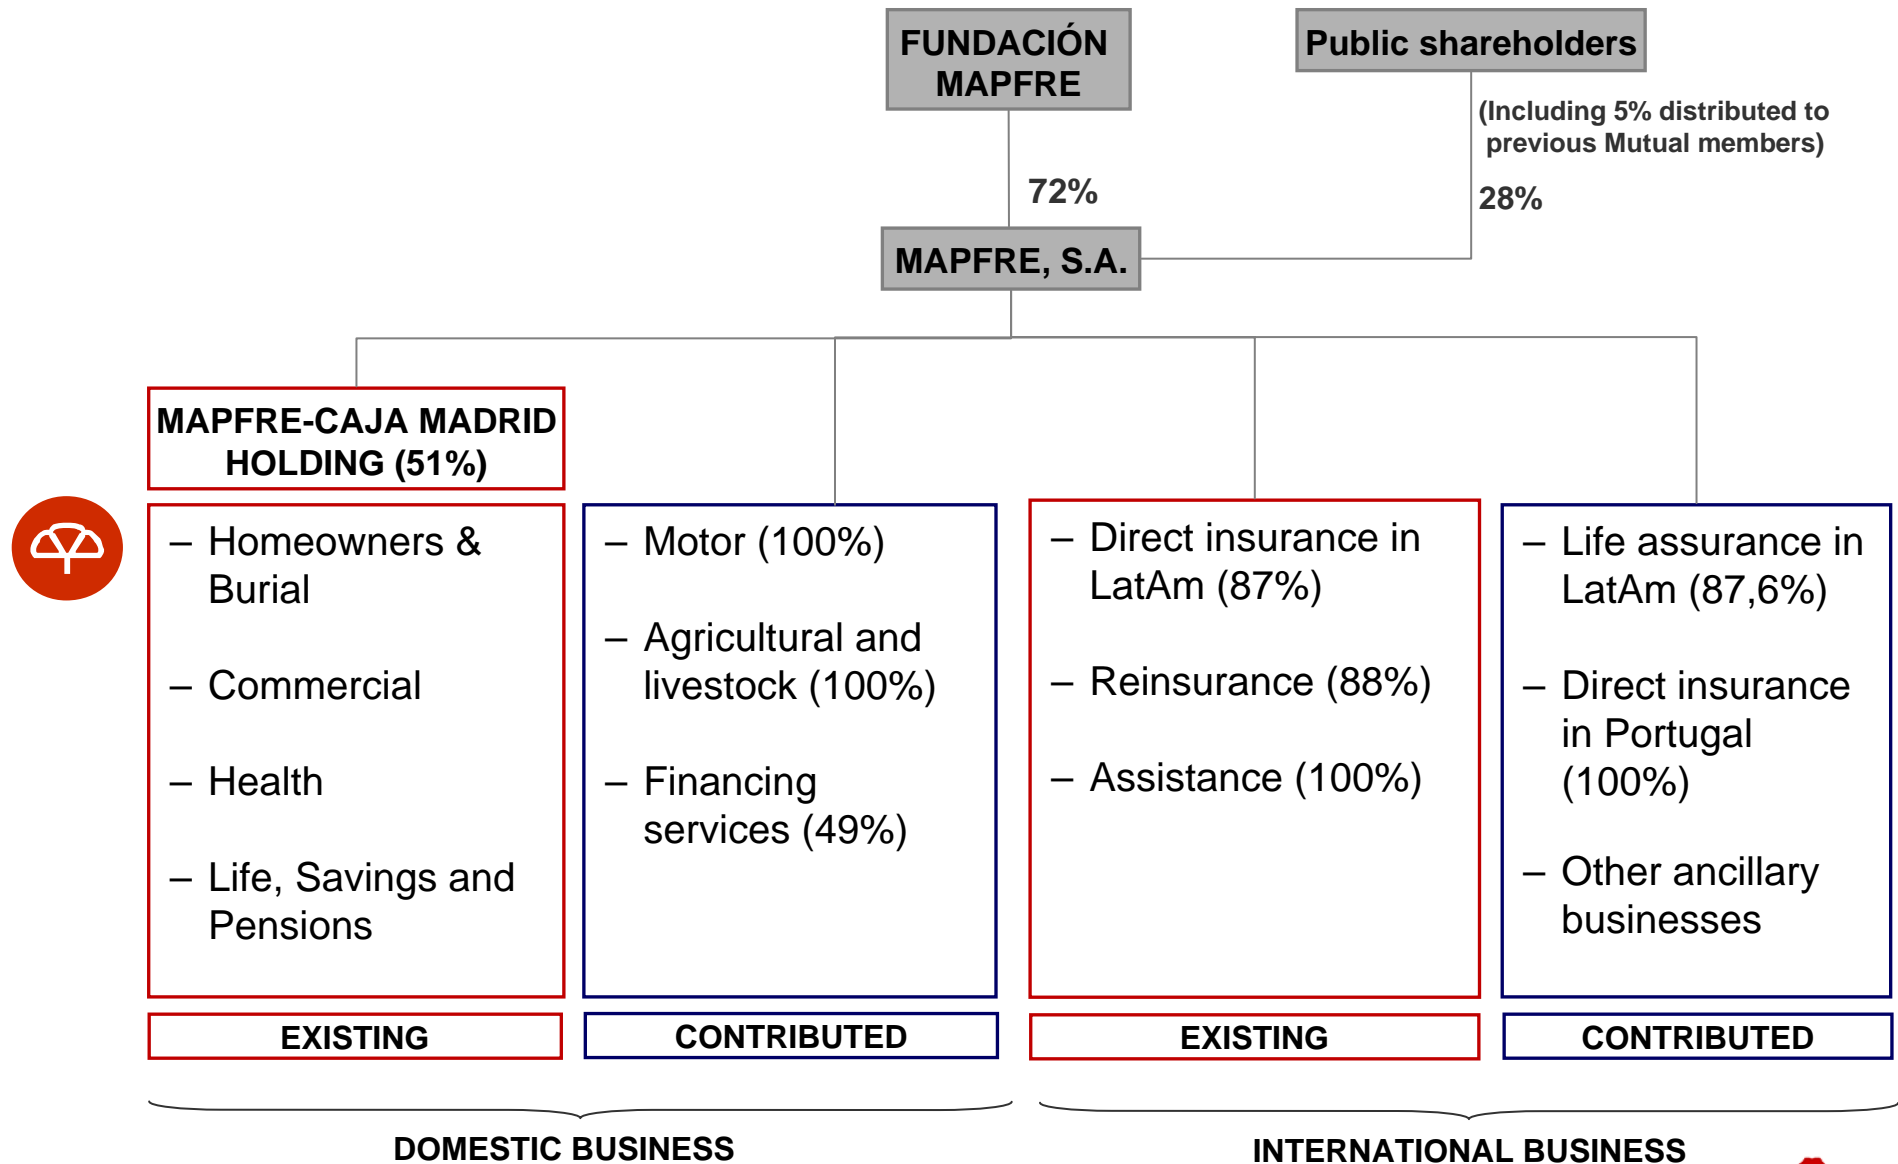 FUNDACIÓN
MAPFRE
Public shareholders
(Including 5% distributed to
previous Mutual members)
72%
28%
MAPFRE, S.A.
MAPFRE-CAJA MADRID
HOLDING (51%)
– Homeowners &
Burial
– Commercial
– Health
– Life, Savings and
Pensions
– Motor (100%)
– Agricultural and
livestock (100%)
– Financing
services (49%)
– Direct insurance in
LatAm (87%)
– Reinsurance (88%)
– Assistance (100%)
– Life assurance in
LatAm (87,6%)
– Direct insurance
in Portugal
(100%)
– Other ancillary
businesses
EXISTING
CONTRIBUTED
EXISTING
CONTRIBUTED
DOMESTIC BUSINESS
INTERNATIONAL BUSINESS